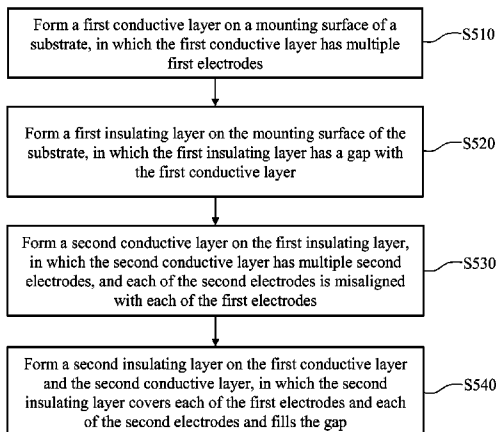 Form a first conductive layer on a mounting surface of a
substrate, in which the first conductive layer has multiple
first electrodes
S510
Form a first insulating layer on the mounting surface of the
substrate, in which the first insulating layer has a gap with
the first conductive layer
S520
Form a second conductive layer on the first insulating layer,
in which the second conductive layer has multiple second
electrodes, and each of the second electrodes is misaligned
with each of the first electrodes
S530
Form a second insulating layer on the first conductive layer
and the second conductive layer, in which the second
insulating layer covers each of the first electrodes and each
of the second electrodes and fills the gap
S540